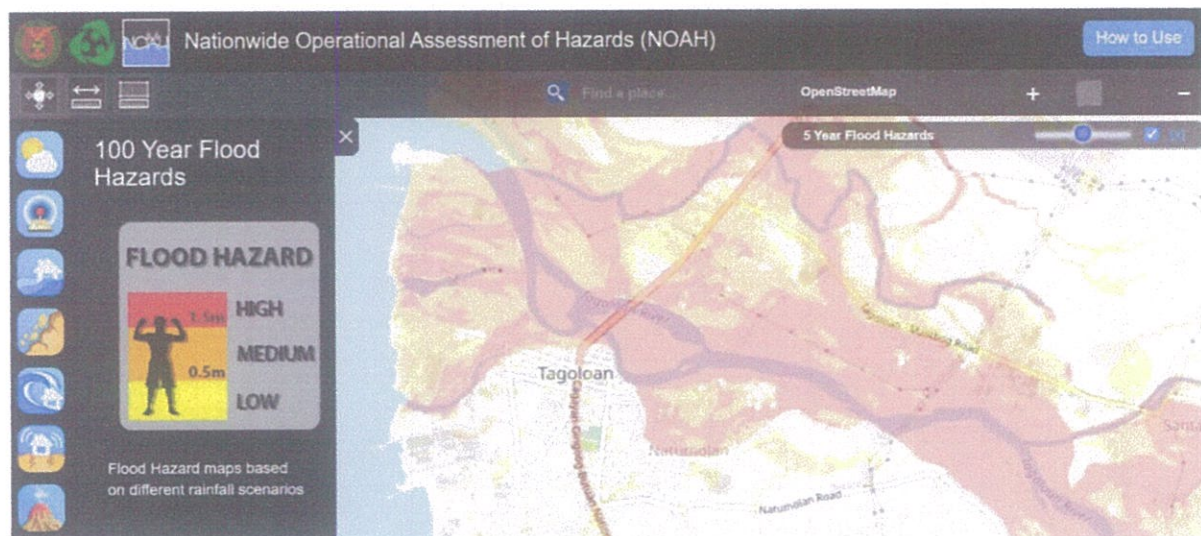 NOAH
Nationwide Operational Assessment of Hazards (NOAH)
How to Use
Find a place...
OpenStreetMap
+
−
100 Year Flood
Hazards
×
5 Year Flood Hazards
FLOOD HAZARD
HIGH
1.5m
MEDIUM
0.5m
LOW
Flood Hazard maps based
on different rainfall scenarios
Tagoloan
Natumolan
Natumolan Road
Road